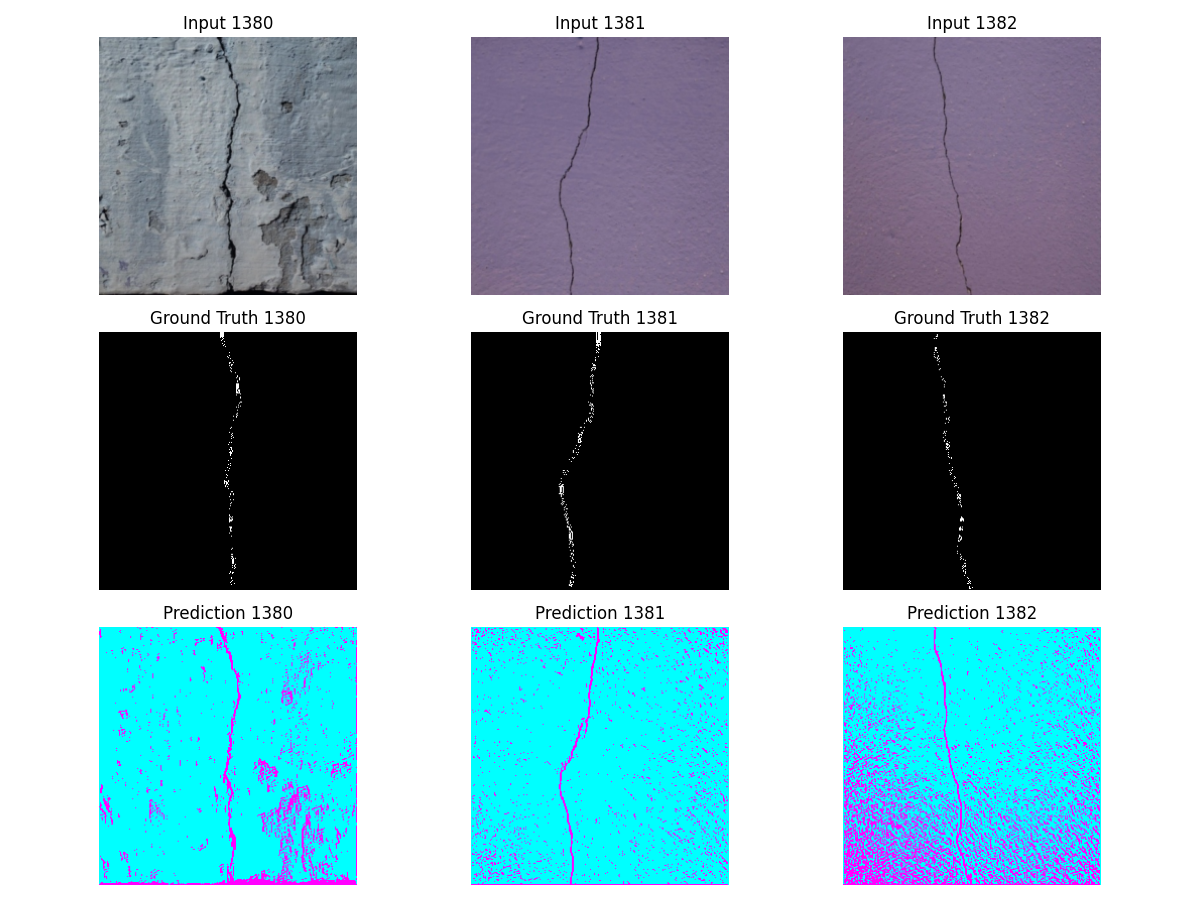 Input 1380
Input 1381
Input 1382
Ground Truth 1380
Ground Truth 1381
Ground Truth 1382
Prediction 1380
Prediction 1381
Prediction 1382